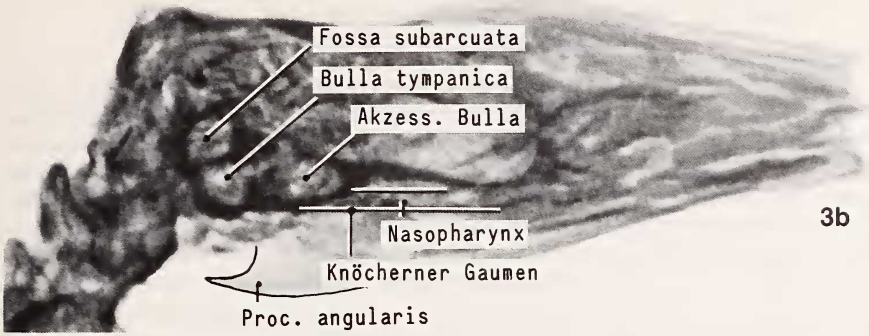 Fossa subarcuata
Bulla tympanica
Akzess. Bulla
3b
Nasopharynx
Knöcherner Gaumen
Proc. angularis